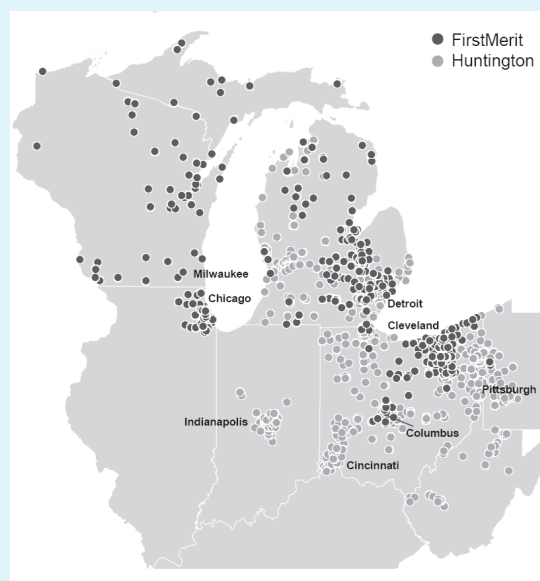 FirstMerit
Huntington
Milwaukee
Chicago
Detroit
Cleveland
Pittsburgh
Indianapolis
Columbus
Cincinnati